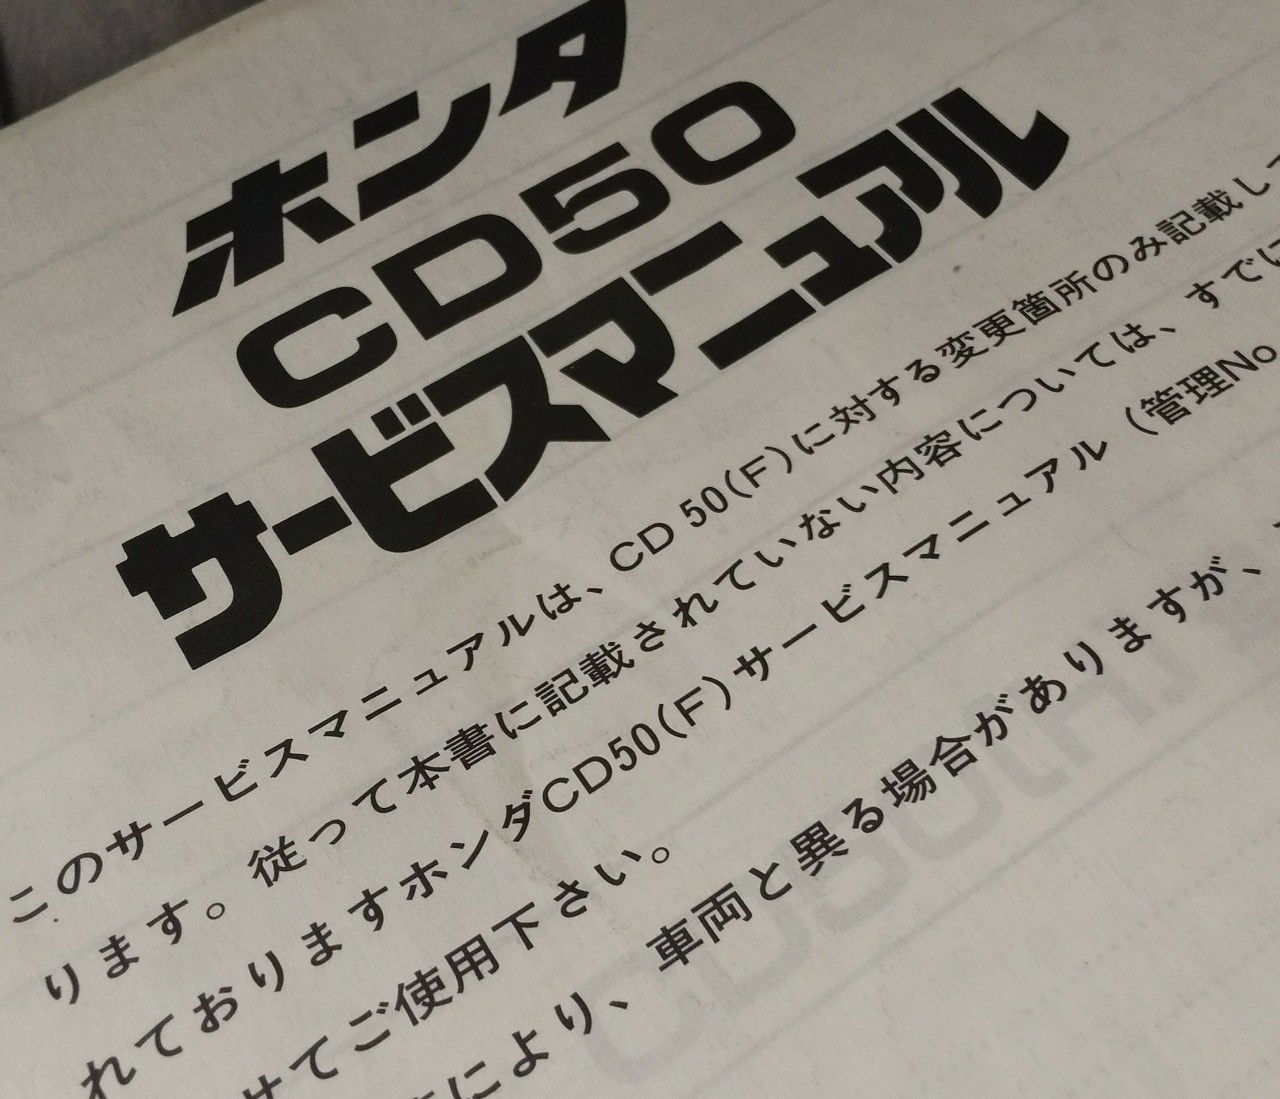 ホンダ
CD50
サービスマニュアル
このサービスマニュアルは、CD 50(F)に対する変更箇所のみ記載し
ります。従って本書に記載されていない内容については、すでに
れておりますホンダCD50(F)サービスマニュアル（管理No.
せてご使用下さい。
により、車両と異る場合がありますが、